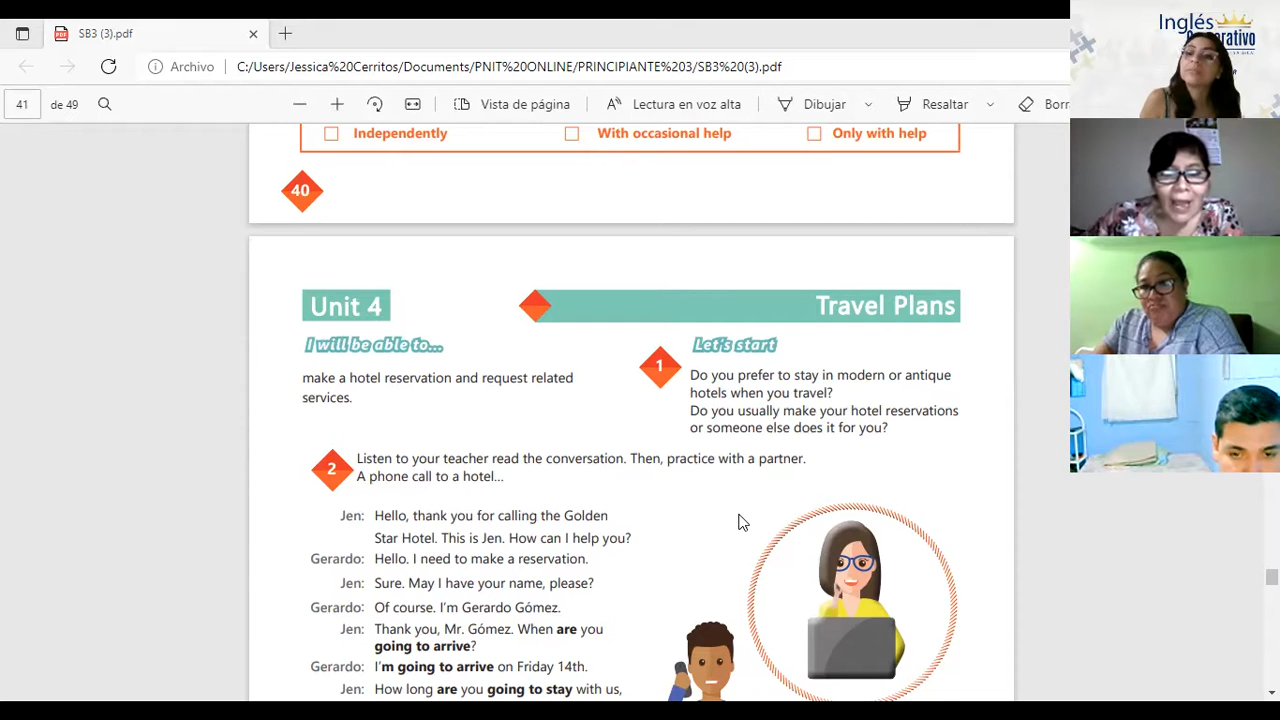 SB3 (3).pdf
Archivo
C:/Users/Jessica%20Cerritos/Documents/PNIT%20ONLINE/PRINCIPIANTE%203/SB3%20(3).pdf
41 de 49
Vista de página
Lectura en voz alta
Dibujar
Resaltar
Borr
Independently
With occasional help
Only with help
40
Unit 4
Travel Plans
I will be able to...
make a hotel reservation and request related
services.
1
Let's start
Do you prefer to stay in modern or antique
hotels when you travel?
Do you usually make your hotel reservations
or someone else does it for you?
2
Listen to your teacher read the conversation. Then, practice with a partner.
A phone call to a hotel...
Jen: Hello, thank you for calling the Golden
Star Hotel. This is Jen. How can I help you?
Gerardo: Hello. I need to make a reservation.
Jen: Sure. May I have your name, please?
Gerardo: Of course. I'm Gerardo Gómez.
Jen: Thank you, Mr. Gómez. When are you
going to arrive?
Gerardo: I'm going to arrive on Friday 14th.
Jen: How long are you going to stay with us,
Inglés